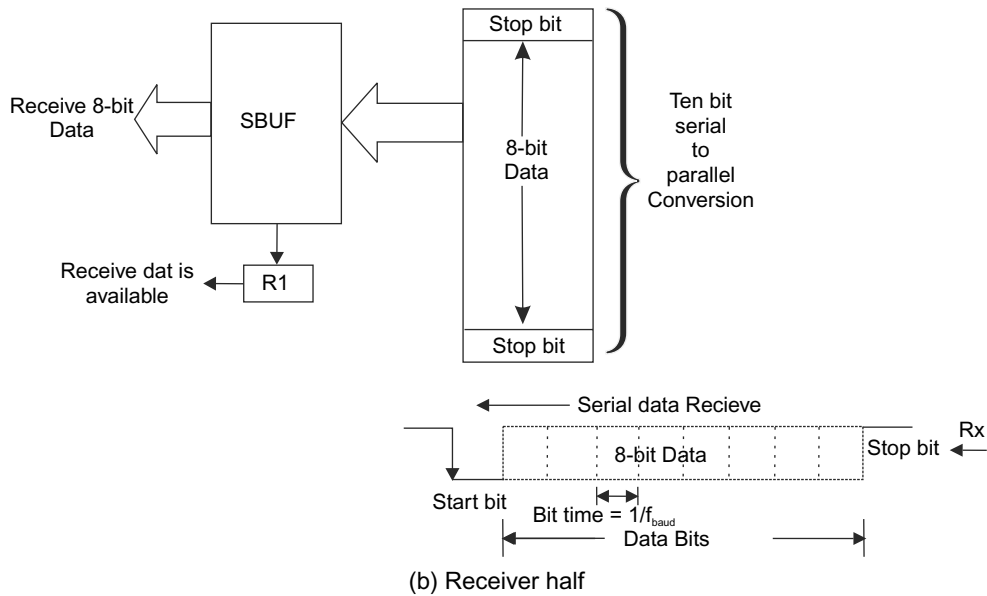 Stop bit
Receive 8-bit
Data
SBUF
8-bit
Data
Ten bit
serial
to
parallel
Conversion
Receive dat is
available
R1
Stop bit
Serial data Recieve
Rx
8-bit Data
Stop bit
Start bit
Bit time = 1/f_baud
Data Bits
(b) Receiver half